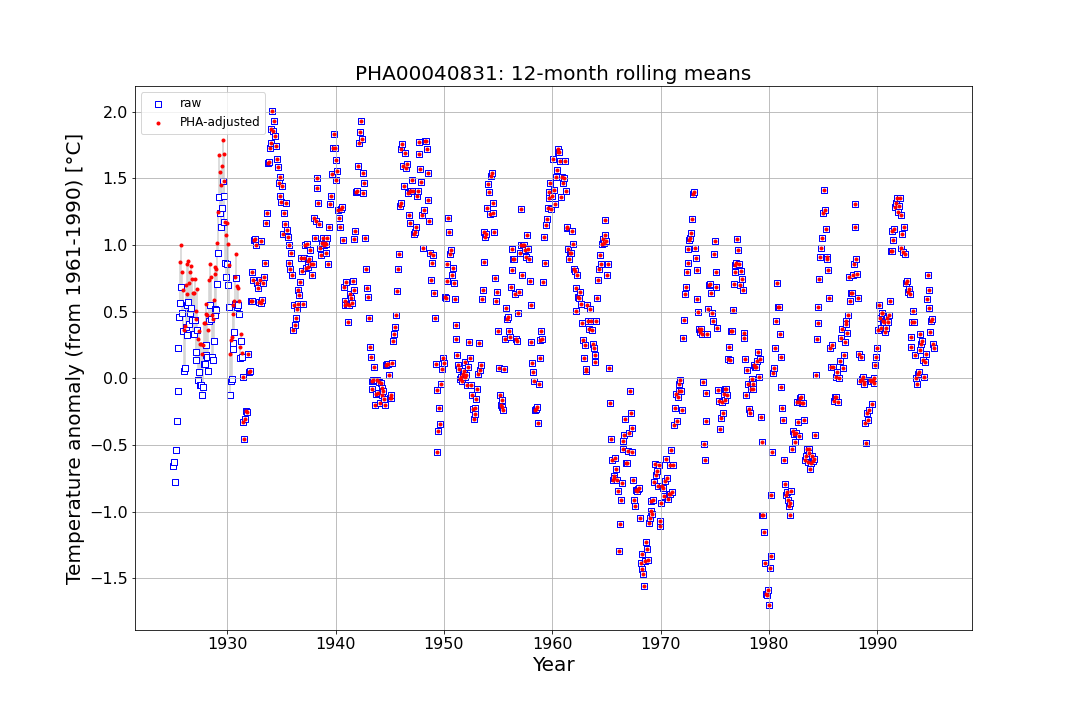 PHA00040831: 12-month rolling means
raw
PHA-adjusted
Temperature anomaly (from 1961-1990) [°C]
2.0
1.5
1.0
0.5
0.0
−0.5
−1.0
−1.5
1930 1940 1950 1960 1970 1980 1990
Year